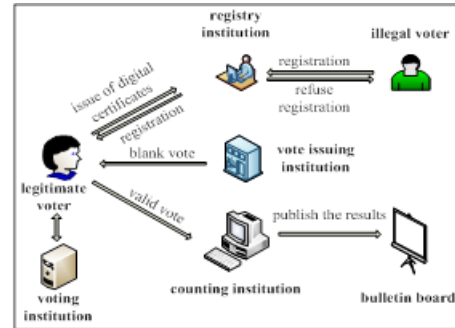 registry
institution
illegal voter
registration
refuse
registration
issue of digital
certificates
registration
blank vote
vote issuing
institution
legitimate
voter
valid vote
publish the results
voting
institution
counting institution
bulletin board